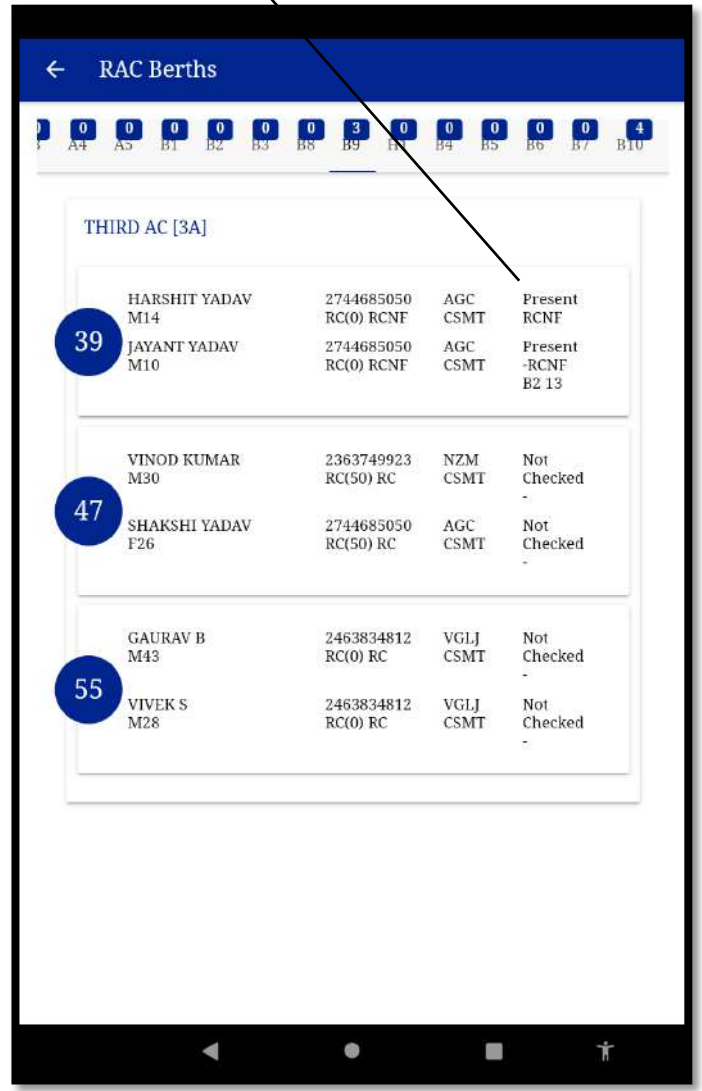 RAC Berths
0 0 0 0 0 0 3 0 0 0 0 0 4
A4 A5 B1 B2 B3 B8 B9 H1 B4 B5 B6 B7 B10
THIRD AC [3A]
39
HARSHIT YADAV 2744685050 AGC Present
M14 RC(0) RCNF CSMT RCNF
JAYANT YADAV 2744685050 AGC Present
M10 RC(0) RCNF CSMT -RCNF
B2 13
47
VINOD KUMAR 2363749923 NZM Not
M30 RC(50) RC CSMT Checked
-
SHAKSHI YADAV 2744685050 AGC Not
F26 RC(50) RC CSMT Checked
-
55
GAURAV B 2463834812 VGLJ Not
M43 RC(0) RC CSMT Checked
-
VIVEK S 2463834812 VGLJ Not
M28 RC(0) RC CSMT Checked
-